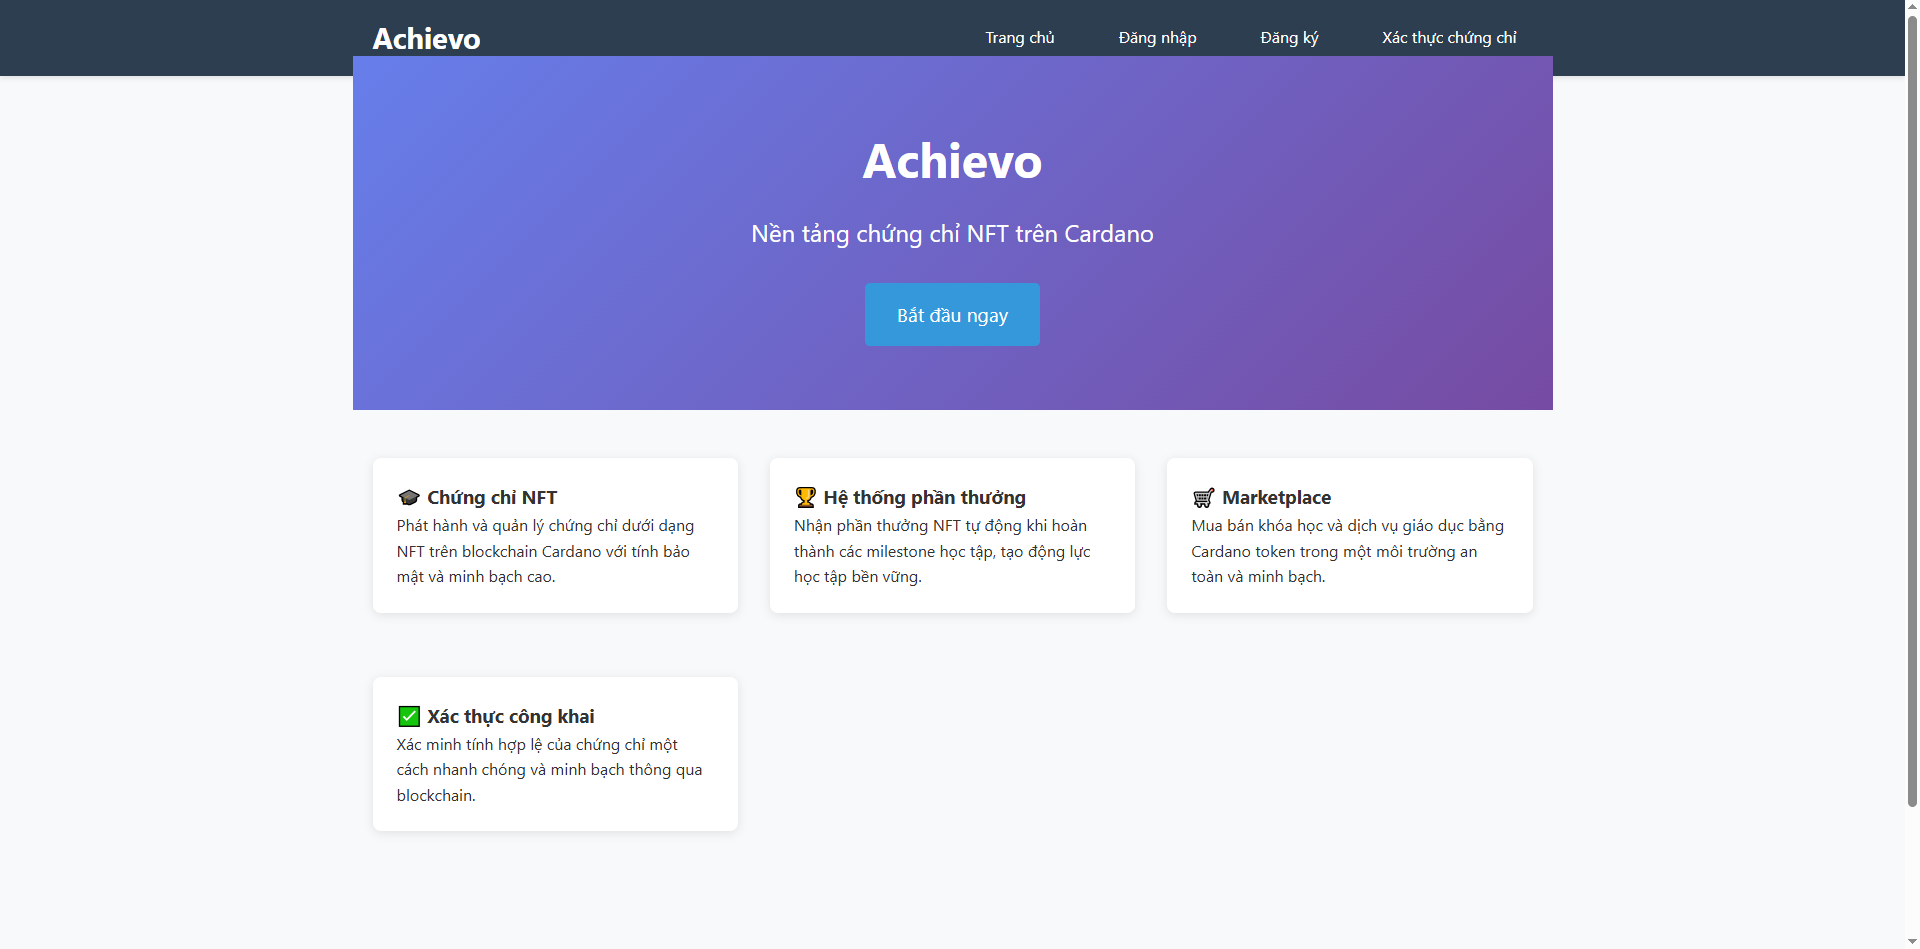 Achievo
Trang chủ
Đăng nhập
Đăng ký
Xác thực chứng chỉ
Achievo
Nền tảng chứng chỉ NFT trên Cardano
Bắt đầu ngay
Chứng chỉ NFT
Phát hành và quản lý chứng chỉ dưới dạng
NFT trên blockchain Cardano với tính bảo
mật và minh bạch cao.
Hệ thống phần thưởng
Nhận phần thưởng NFT tự động khi hoàn
thành các milestone học tập, tạo động lực
học tập bền vững.
Marketplace
Mua bán khóa học và dịch vụ giáo dục bằng
Cardano token trong một môi trường an
toàn và minh bạch.
Xác thực công khai
Xác minh tính hợp lệ của chứng chỉ một
cách nhanh chóng và minh bạch thông qua
blockchain.